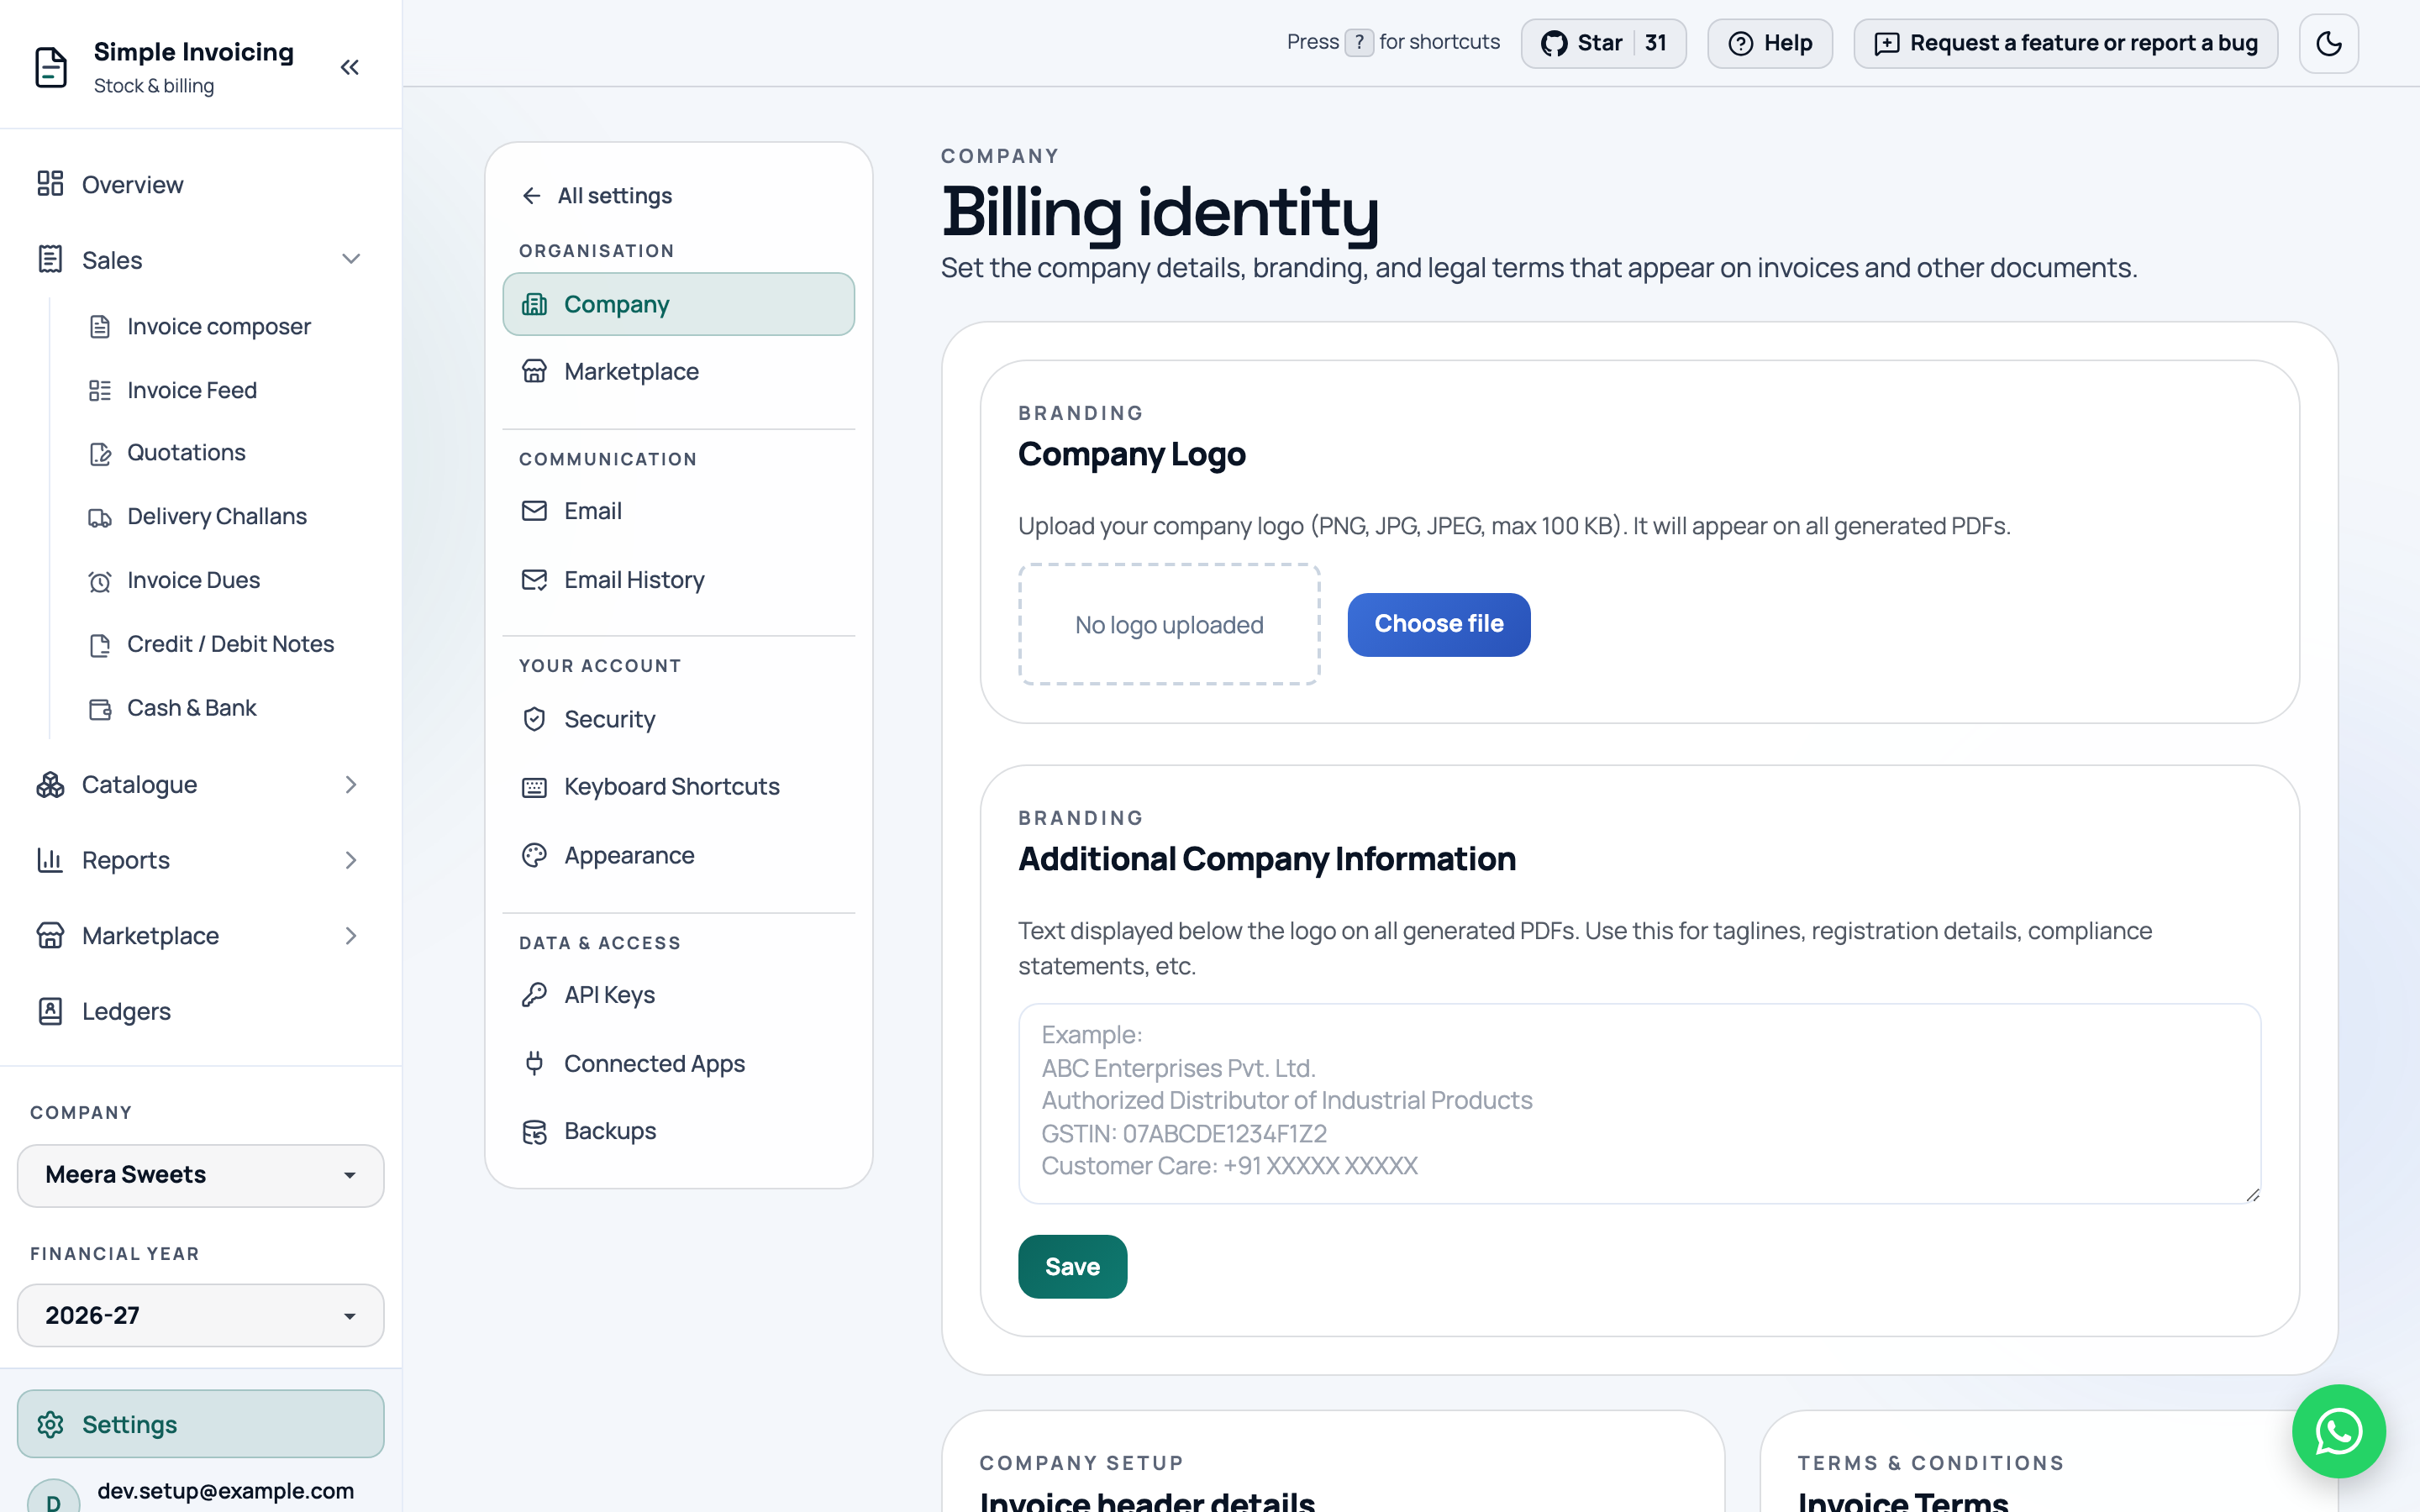 Simple Invoicing
Stock & billing
Overview
Sales
Invoice composer
Invoice Feed
Quotations
Delivery Challans
Invoice Dues
Credit / Debit Notes
Cash & Bank
Catalogue
Reports
Marketplace
Ledgers
COMPANY
Meera Sweets
FINANCIAL YEAR
2026-27
Settings
D
dev.setup@example.com
Press ? for shortcuts
Star 31
Help
Request a feature or report a bug
All settings
ORGANISATION
Company
Marketplace
COMMUNICATION
Email
Email History
YOUR ACCOUNT
Security
Keyboard Shortcuts
Appearance
DATA & ACCESS
API Keys
Connected Apps
Backups
COMPANY
Billing identity
Set the company details, branding, and legal terms that appear on invoices and other documents.
BRANDING
Company Logo
Upload your company logo (PNG, JPG, JPEG, max 100 KB). It will appear on all generated PDFs.
No logo uploaded
Choose file
BRANDING
Additional Company Information
Text displayed below the logo on all generated PDFs. Use this for taglines, registration details, compliance
statements, etc.
Example:
ABC Enterprises Pvt. Ltd.
Authorized Distributor of Industrial Products
GSTIN: 07ABCDE1234F1Z2
Customer Care: +91 XXXXX XXXXX
Save
COMPANY SETUP
Invoice header details
TERMS & CONDITIONS
Invoice Terms